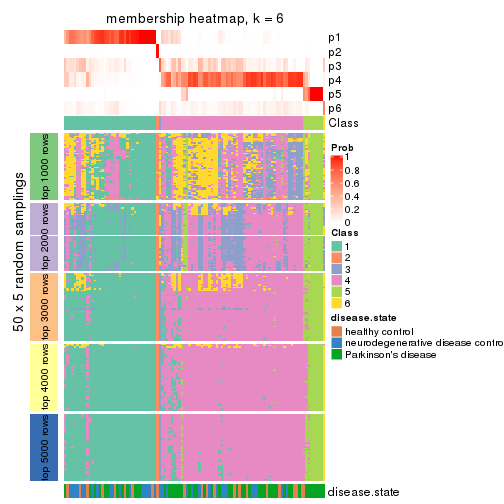 membership heatmap, k = 6
p1
p2
p3
p4
p5
p6
Class
50 x 5 random samplings
top 1000 rows
top 2000 rows
top 3000 rows
top 4000 rows
top 5000 rows
disease.state
Prob
1
0.8
0.6
0.4
0.2
0
Class
1
2
3
4
5
6
disease.state
healthy control
neurodegenerative disease contro
Parkinson's disease